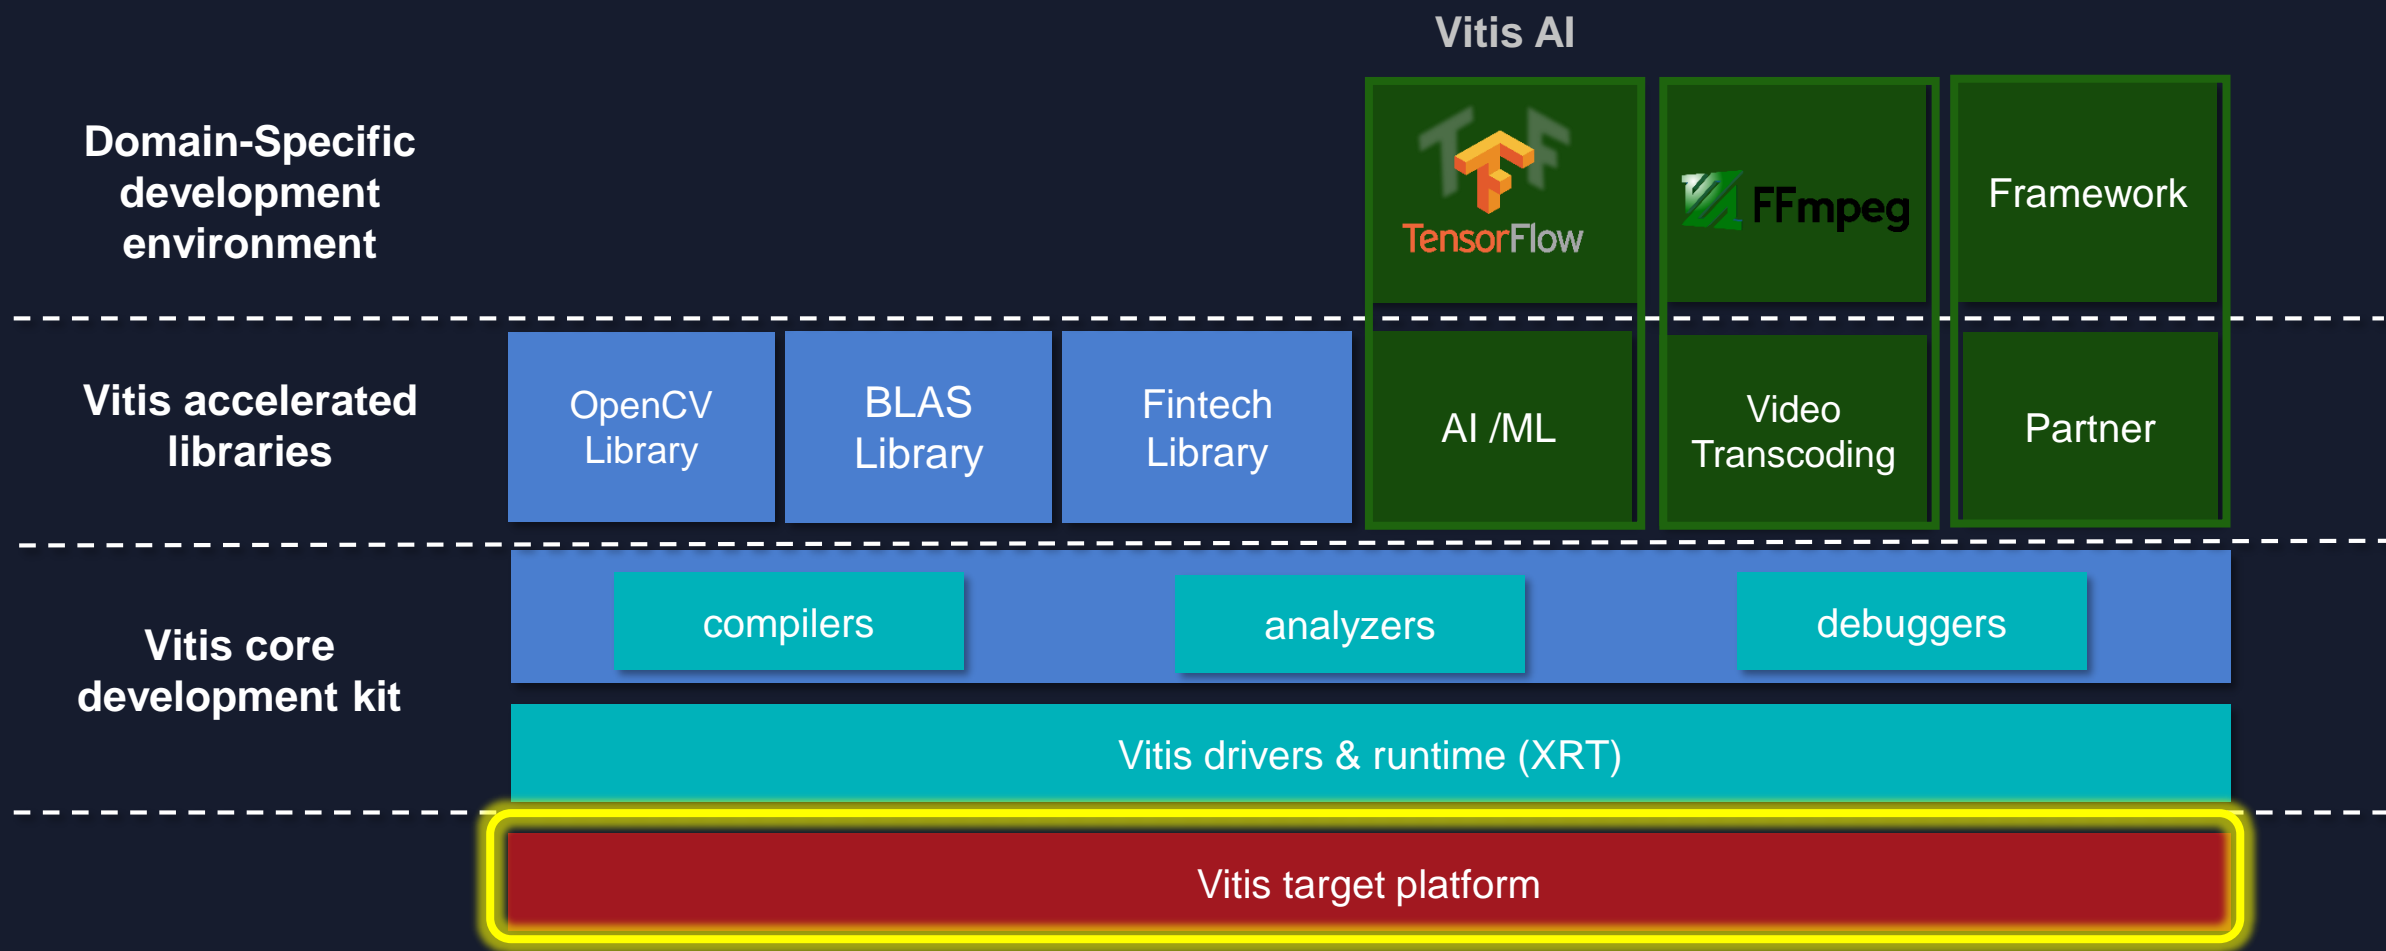 Vitis AI
Domain-Specific
development
environment
TensorFlow
FFmpeg
Framework
Vitis accelerated
libraries
OpenCV
Library
BLAS
Library
Fintech
Library
AI /ML
Video
Transcoding
Partner
Vitis core
development kit
compilers
analyzers
debuggers
Vitis drivers & runtime (XRT)
Vitis target platform